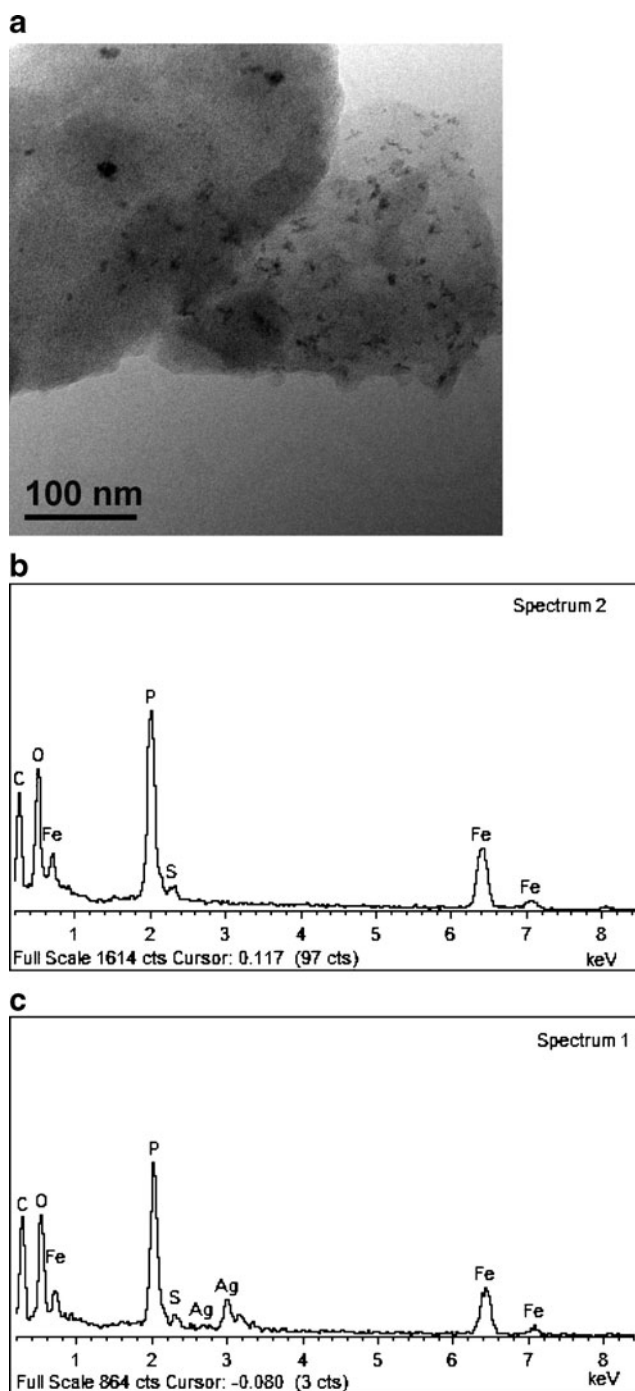 a
100 nm
b
Spectrum 2
P
O
C
Fe
S
Fe
Fe
1 2 3 4 5 6 7 8
Full Scale 1614 cts Cursor: 0.117 (97 cts) keV
c
Spectrum 1
P
C O
Fe
S Ag Ag
Fe
Fe
1 2 3 4 5 6 7 8
Full Scale 864 cts Cursor: -0.080 (3 cts) keV